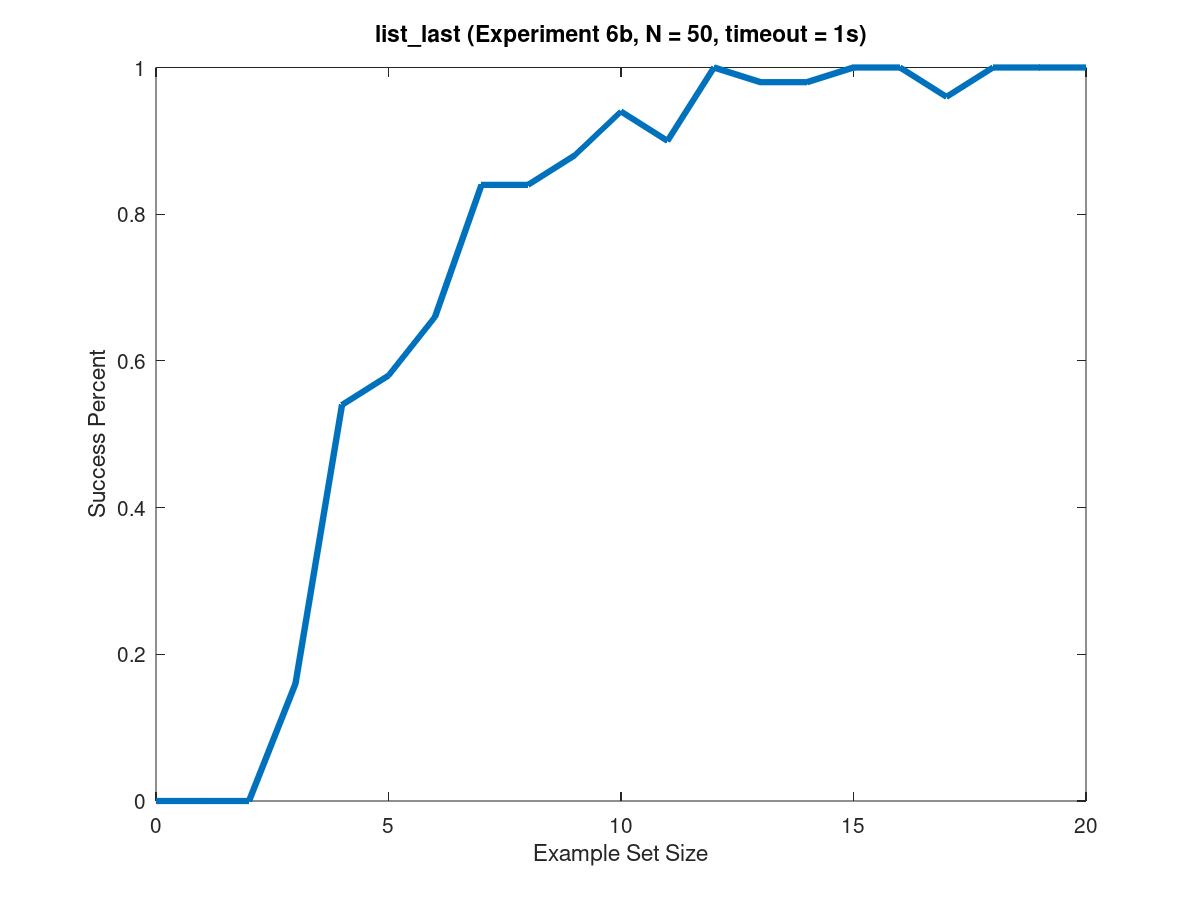 list_last (Experiment 6b, N = 50, timeout = 1s)
1
0.8
0.6
0.4
0.2
0
Success Percent
0 5 10 15 20
Example Set Size